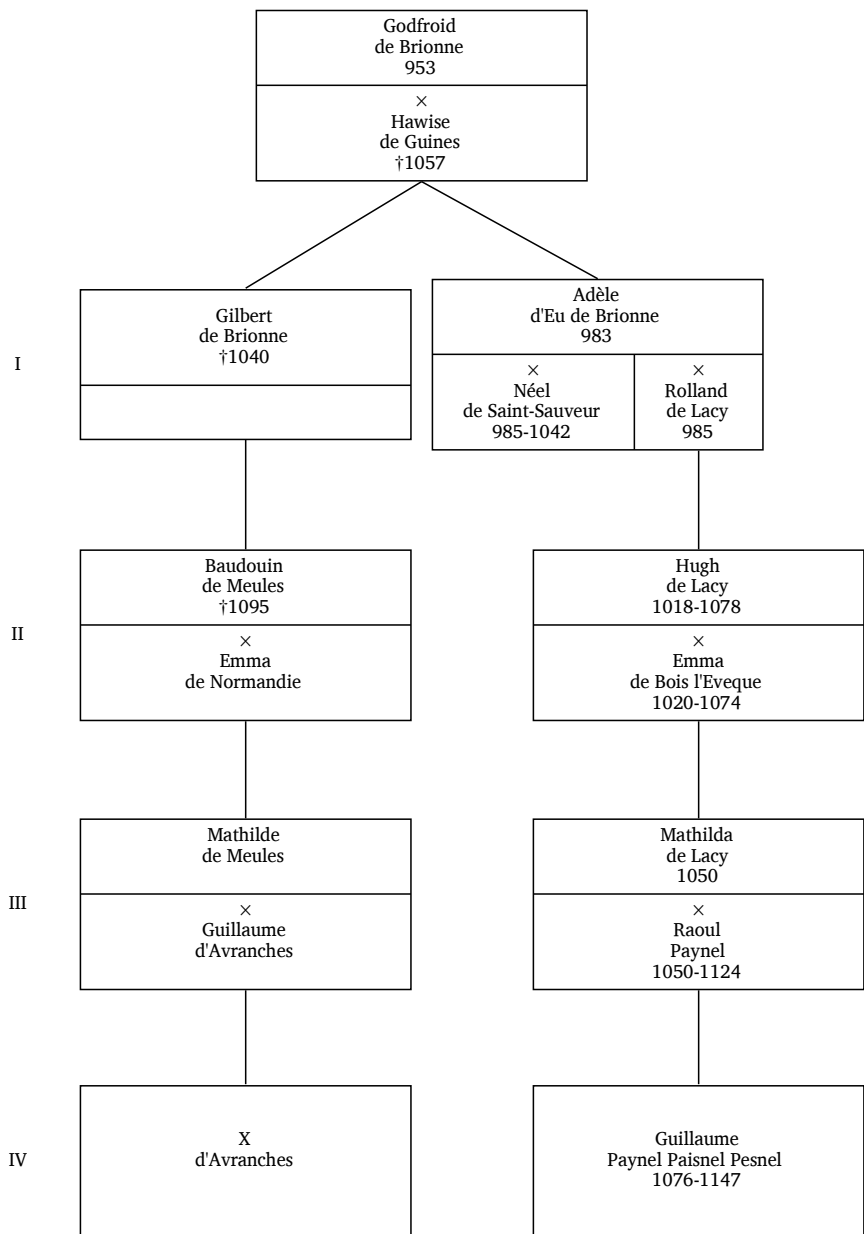 Godfroid
de Brionne
953
×
Hawise
de Guines
†1057
I
Gilbert
de Brionne
†1040
Adèle
d'Eu de Brionne
983
×
Néel
de Saint-Sauveur
985-1042
×
Rolland
de Lacy
985
II
Baudouin
de Meules
†1095
×
Emma
de Normandie
Hugh
de Lacy
1018-1078
×
Emma
de Bois l'Eveque
1020-1074
III
Mathilde
de Meules
×
Guillaume
d'Avranches
Mathilda
de Lacy
1050
×
Raoul
Paynel
1050-1124
IV
X
d'Avranches
Guillaume
Paynel Paisnel Pesnel
1076-1147